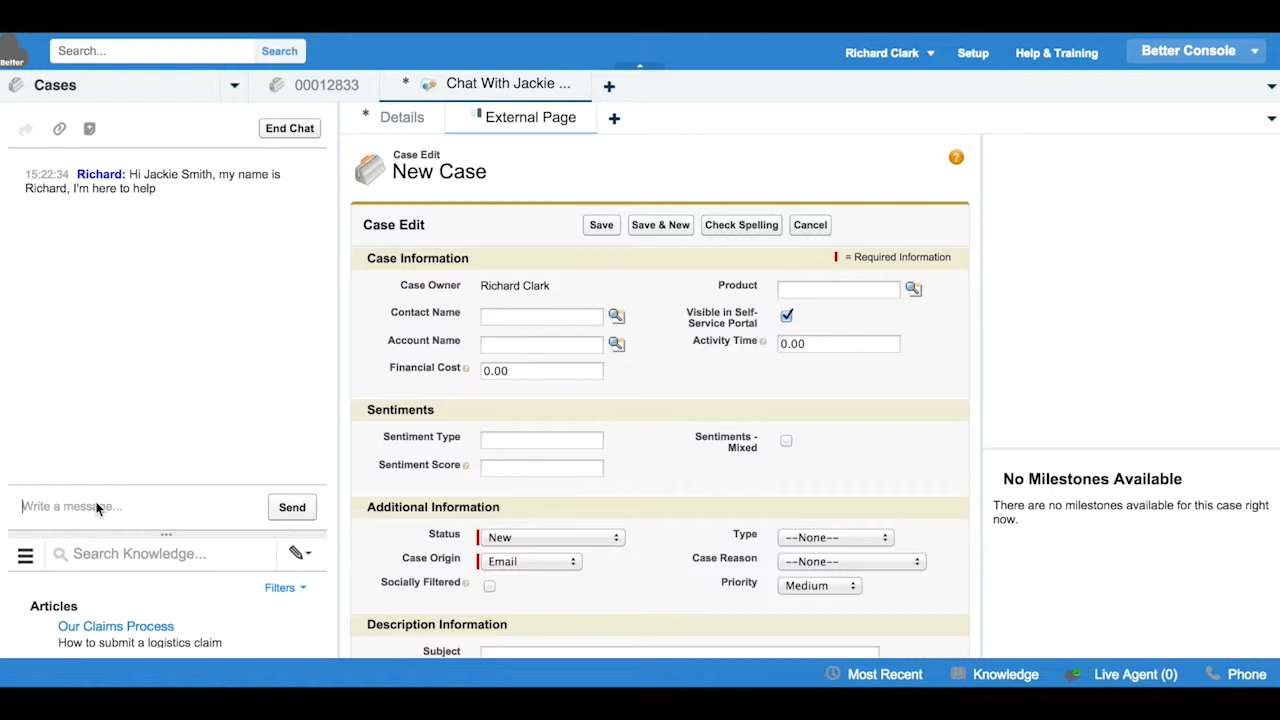 Better
Search...
Search
Richard Clark
Setup
Help & Training
Better Console
Cases
00012833
* Chat With Jackie ...
+
* Details
External Page
+
End Chat
15:22:34 Richard: Hi Jackie Smith, my name is
Richard, I'm here to help
Write a message...
Send
Search Knowledge...
Filters
Articles
Our Claims Process
How to submit a logistics claim
Case Edit
New Case
?
Case Edit
Save
Save & New
Check Spelling
Cancel
Case Information
= Required Information
Case Owner
Richard Clark
Product
Contact Name
Visible in Self-
Service Portal
Account Name
Activity Time
0.00
Financial Cost
0.00
Sentiments
Sentiment Type
Sentiments -
Mixed
Sentiment Score
Additional Information
Status
New
Type
--None--
Case Origin
Email
Case Reason
--None--
Socially Filtered
Priority
Medium
Description Information
Subject
No Milestones Available
There are no milestones available for this case right
now.
Most Recent
Knowledge
Live Agent (0)
Phone